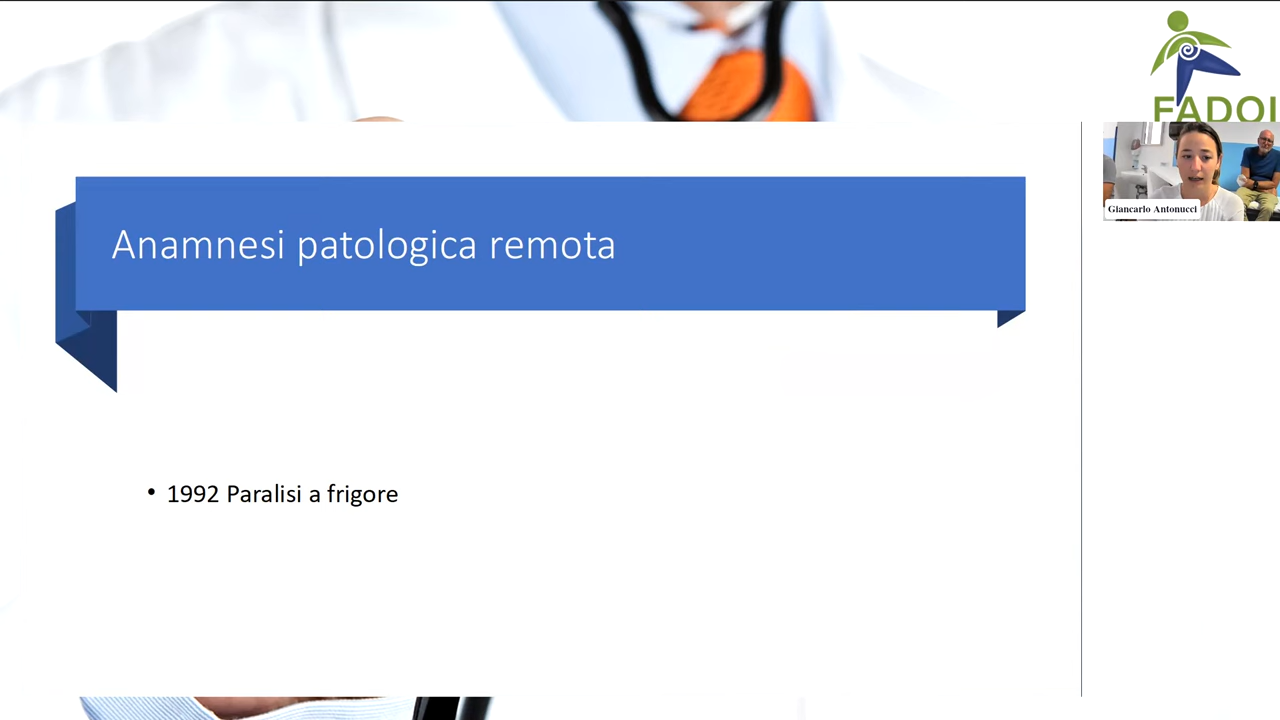 FADOI
Giancarlo Antonucci
Anamnesi patologica remota
• 1992 Paralisi a frigore